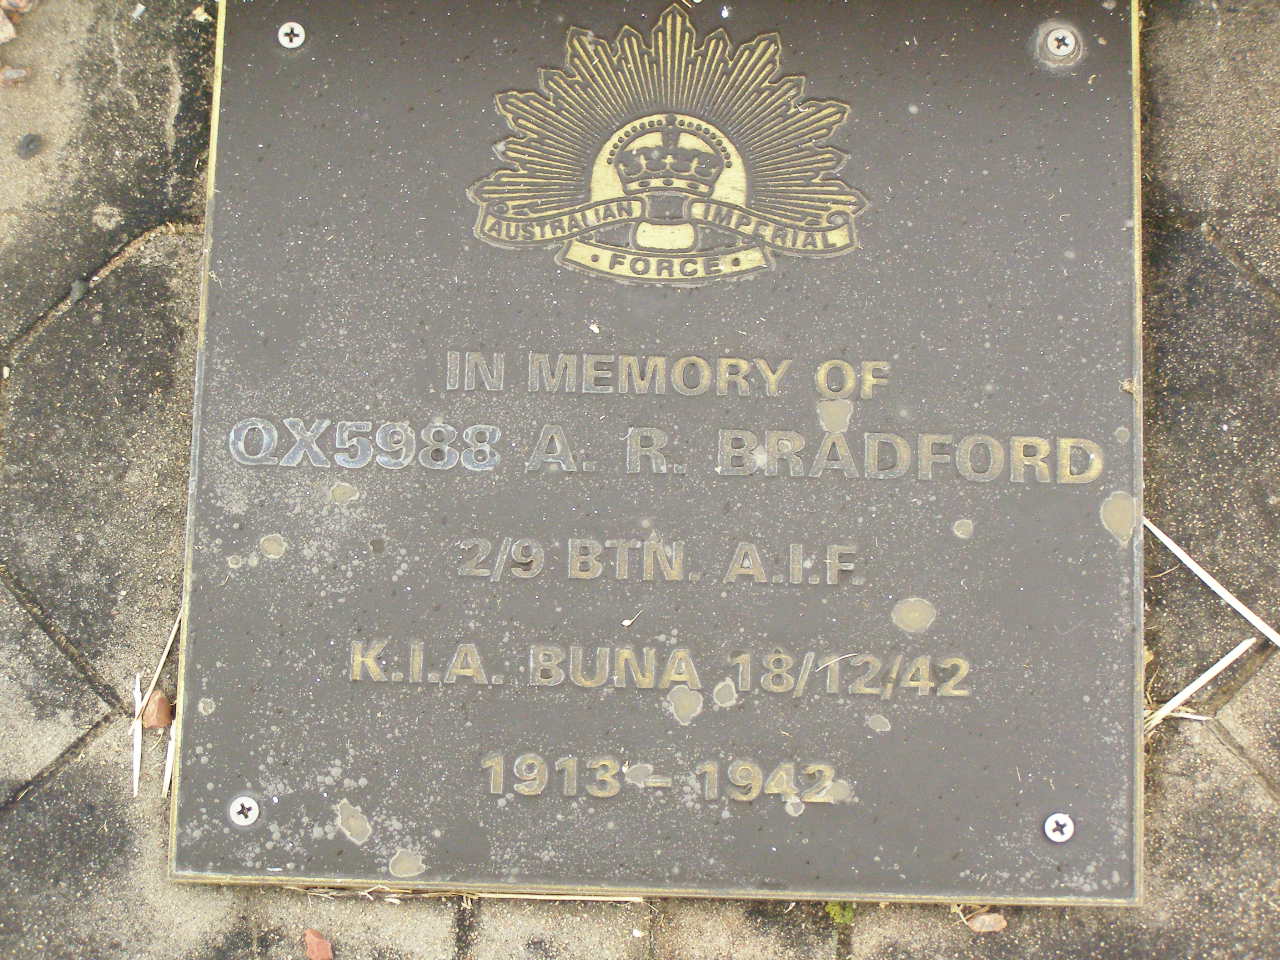 AUSTRALIAN IMPERIAL
· FORCE ·
IN MEMORY OF
QX5988 A. R. BRADFORD
2/9 BTN. A.I.F.
K.I.A. BUNA 18/12/42
1913 – 1942